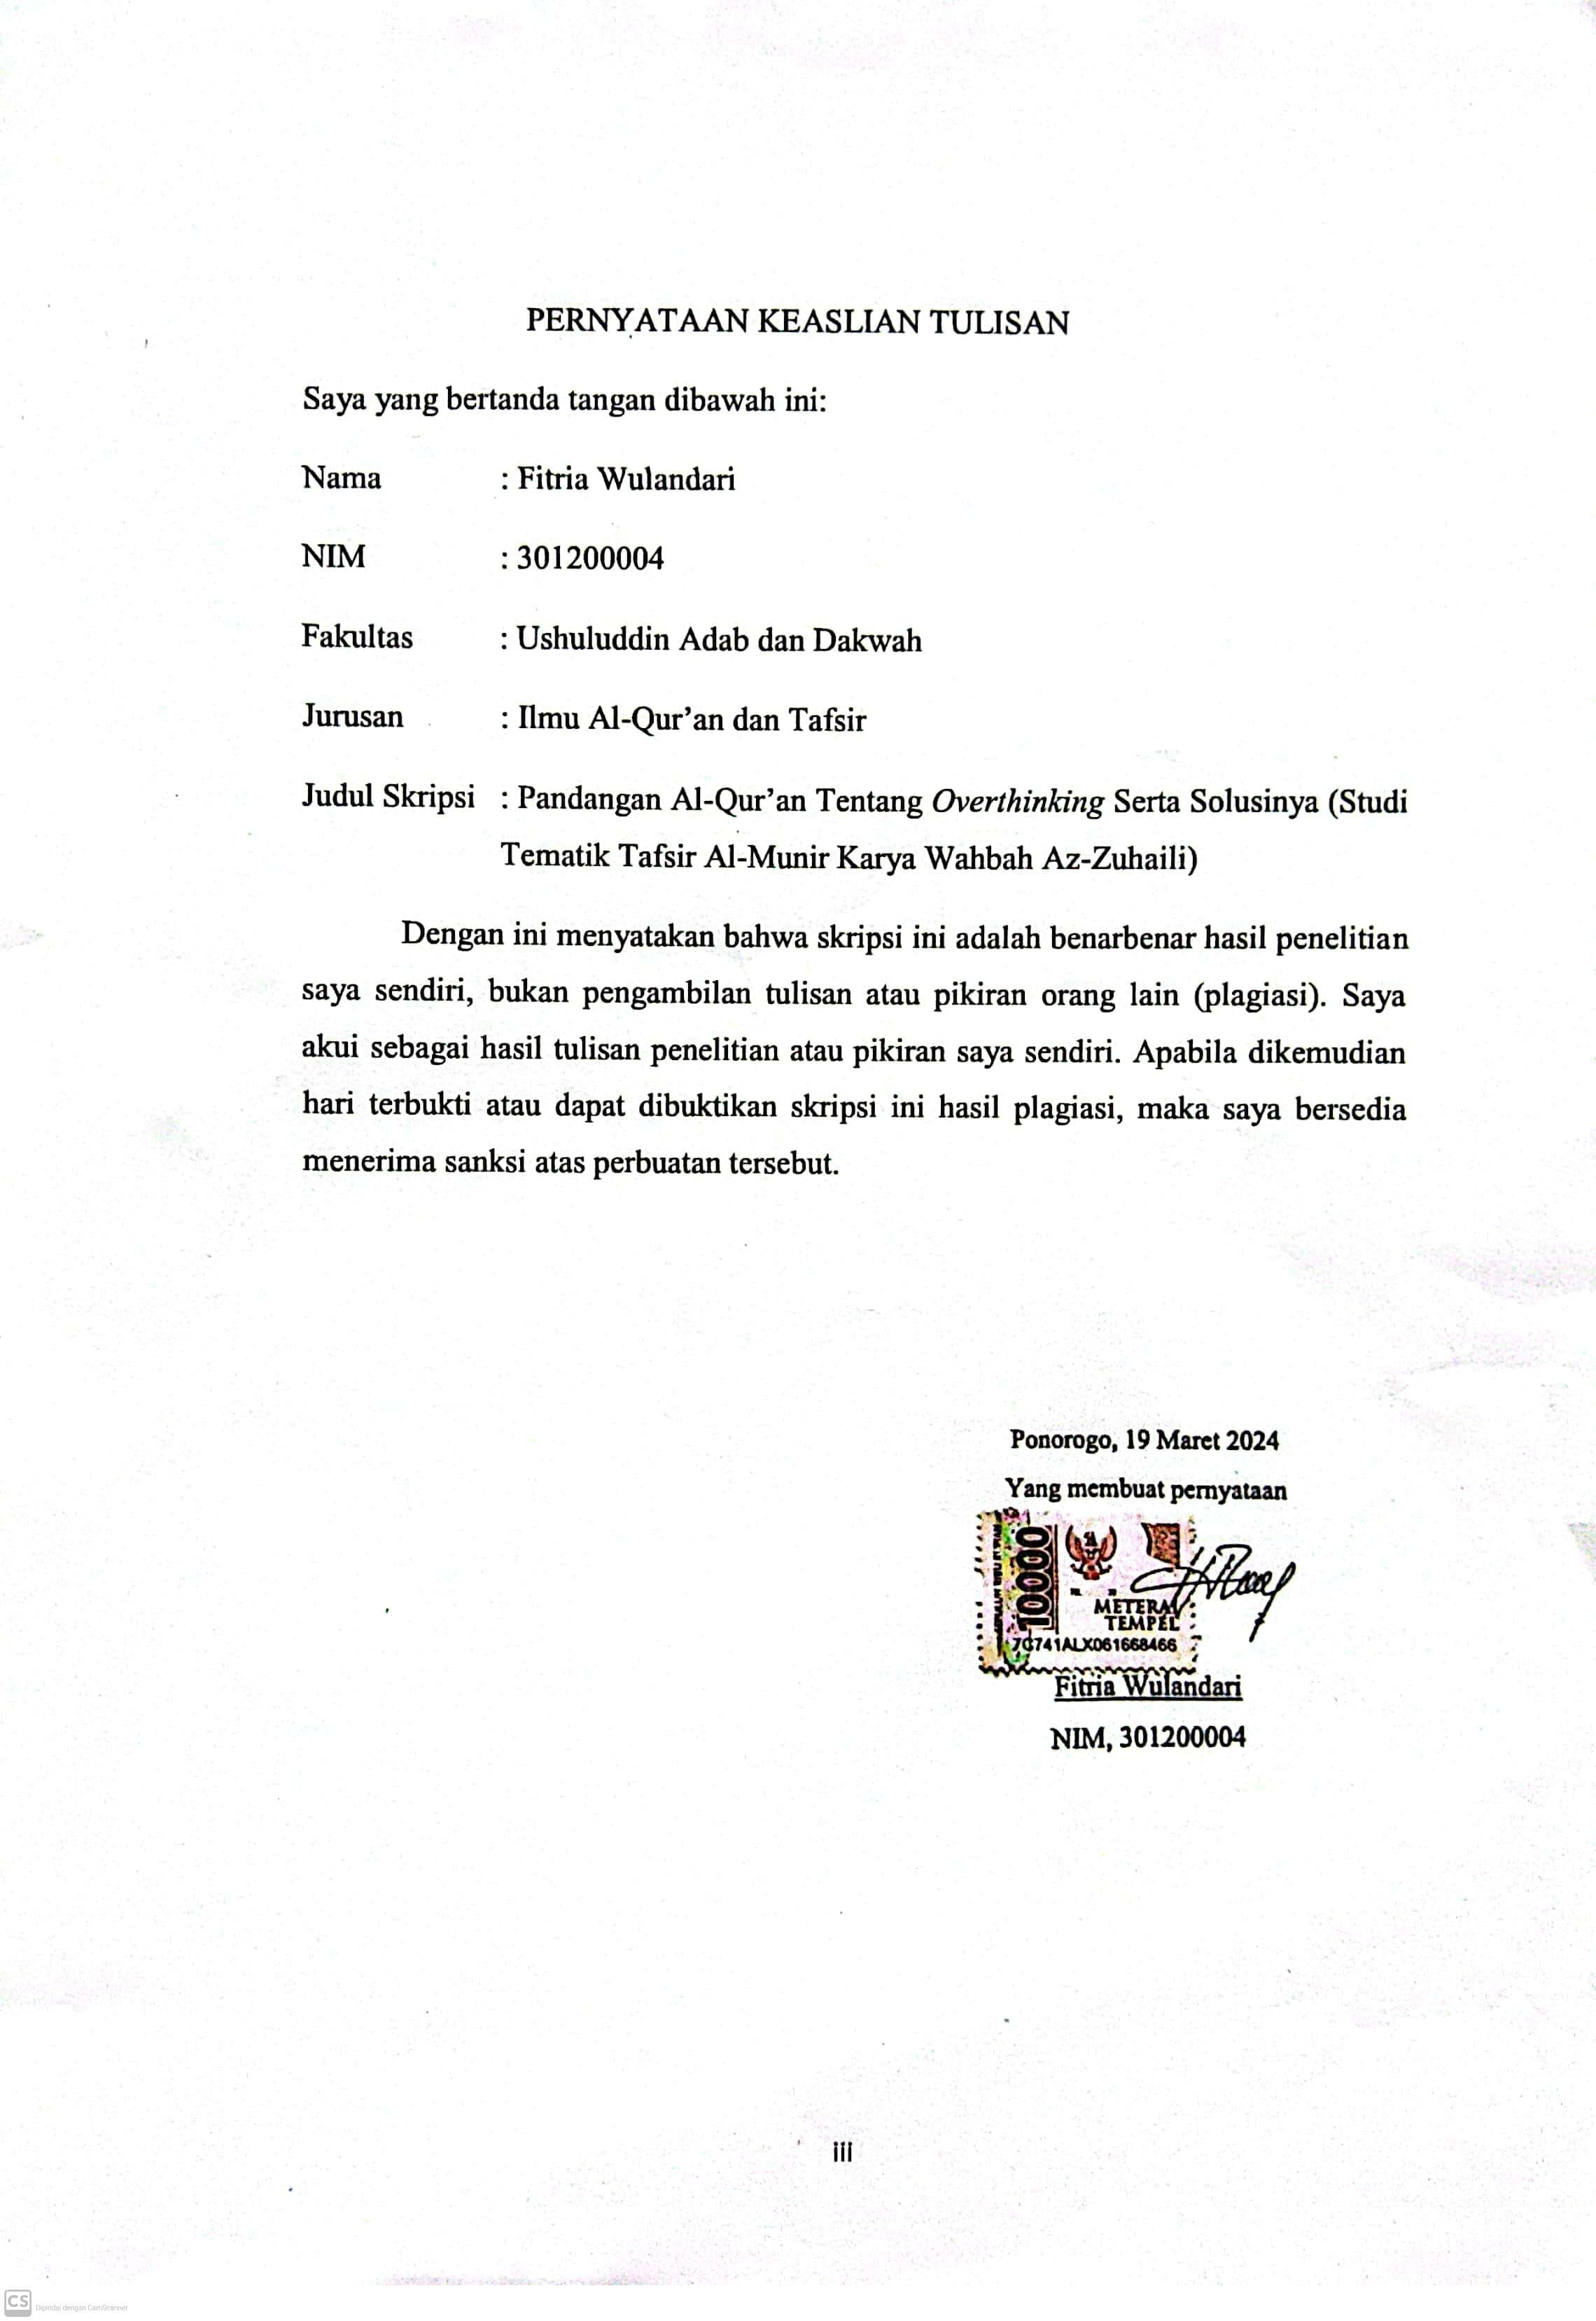 PERNYATAAN KEASLIAN TULISAN
Saya yang bertanda tangan dibawah ini:
Nama : Fitria Wulandari
NIM : 301200004
Fakultas : Ushuluddin Adab dan Dakwah
Jurusan : Ilmu Al-Qur’an dan Tafsir
Judul Skripsi : Pandangan Al-Qur’an Tentang Overthinking Serta Solusinya (Studi
Tematik Tafsir Al-Munir Karya Wahbah Az-Zuhaili)
Dengan ini menyatakan bahwa skripsi ini adalah benarbenar hasil penelitian
saya sendiri, bukan pengambilan tulisan atau pikiran orang lain (plagiasi). Saya
akui sebagai hasil tulisan penelitian atau pikiran saya sendiri. Apabila dikemudian
hari terbukti atau dapat dibuktikan skripsi ini hasil plagiasi, maka saya bersedia
menerima sanksi atas perbuatan tersebut.
Ponorogo, 19 Maret 2024
Yang membuat pernyataan
10000
METERAI
TEMPEL
7C741ALX061668466
Fitria Wulandari
NIM, 301200004
iii
CS Dipindai dengan CamScanner